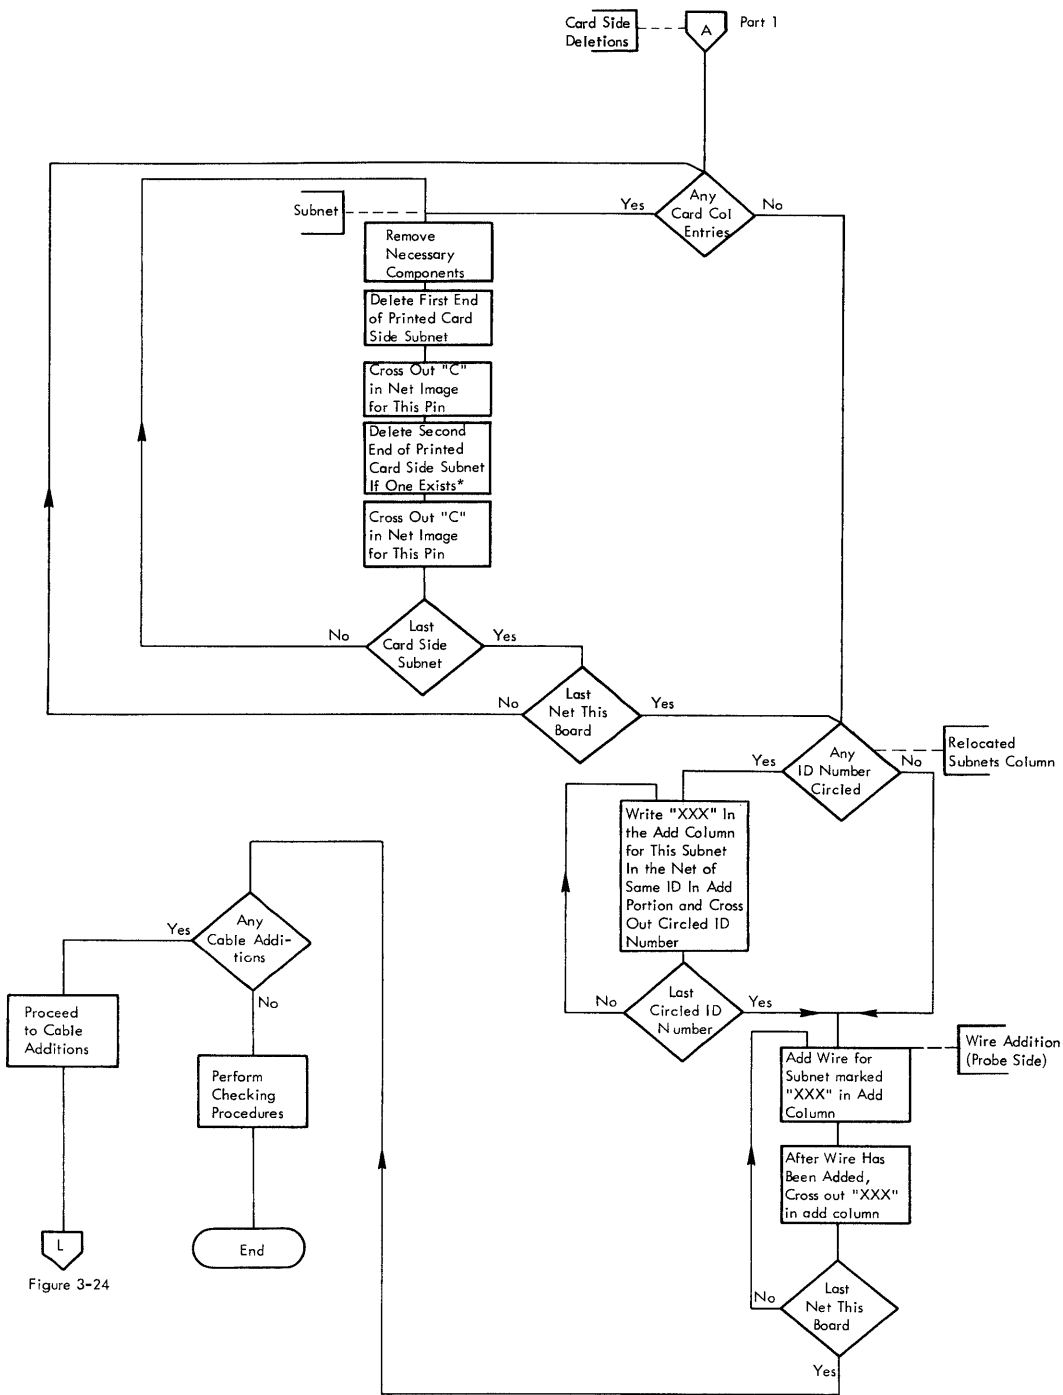 Card Side
Deletions
A
Part 1
Any
Card Col
Entries
Yes
No
Subnet
Remove
Necessary
Components
Delete First End
of Printed Card
Side Subnet
Cross Out "C"
in Net Image
for This Pin
Delete Second
End of Printed
Card Side Subnet
If One Exists*
Cross Out "C"
in Net Image
for This Pin
Last
Card Side
Subnet
No
Yes
Last
Net This
Board
No
Yes
Any
ID Number
Circled
Yes
No
Relocated
Subnets Column
Write "XXX" In
the Add Column
for This Subnet
In the Net of
Same ID In Add
Portion and Cross
Out Circled ID
Number
Last
Circled ID
Number
No
Yes
Wire Addition
(Probe Side)
Add Wire for
Subnet marked
"XXX" in Add
Column
After Wire Has
Been Added,
Cross out "XXX"
in add column
Last
Net This
Board
No
Yes
Any
Cable Addi-
tions
Yes
No
Proceed
to Cable
Additions
Perform
Checking
Procedures
L
End
Figure 3-24